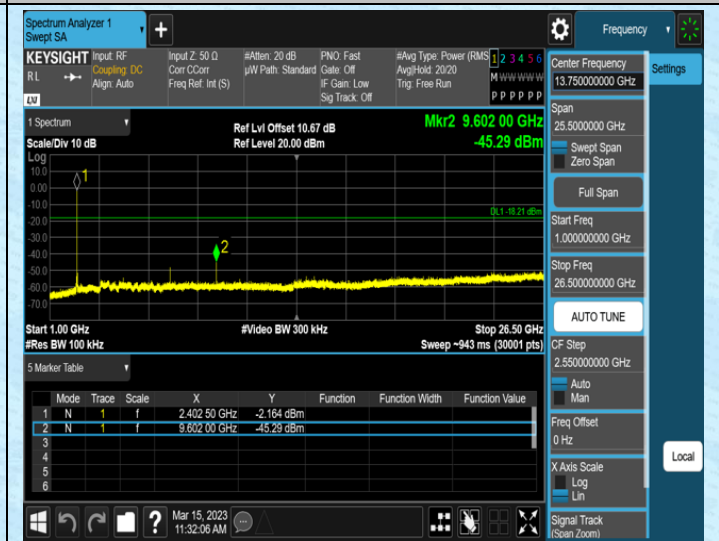 Spectrum Analyzer 1
Swept SA
+
Frequency
KEYSIGHT
RL
LXI
Input: RF
Coupling: DC
Align: Auto
Input Z: 50 Ω
Corr CCorr
Freq Ref: Int (S)
#Atten: 20 dB
µW Path: Standard
PNO: Fast
Gate: Off
IF Gain: Low
Sig Track: Off
#Avg Type: Power (RMS
Avg|Hold: 20/20
Trig: Free Run
1 2 3 4 5 6
M W W W W W
P P P P P P
1 Spectrum
Scale/Div 10 dB
Log
Ref Lvl Offset 10.67 dB
Ref Level 20.00 dBm
Mkr2 9.602 00 GHz
-45.29 dBm
10.0
0.00
-10.0
-20.0
-30.0
-40.0
-50.0
-60.0
-70.0
1
2
DL1 -18.21 dBm
Start 1.00 GHz
#Res BW 100 kHz
#Video BW 300 kHz
Stop 26.50 GHz
Sweep ~943 ms (30001 pts)
5 Marker Table
Mode Trace Scale X Y Function Function Width Function Value
1 N 1 f 2.402 50 GHz -2.164 dBm
2 N 1 f 9.602 00 GHz -45.29 dBm
3
4
5
6
?
Mar 15, 2023
11:32:06 AM
Center Frequency
13.750000000 GHz
Span
25.5000000 GHz
Swept Span
Zero Span
Full Span
Start Freq
1.000000000 GHz
Stop Freq
26.500000000 GHz
AUTO TUNE
CF Step
2.550000000 GHz
Auto
Man
Freq Offset
0 Hz
X Axis Scale
Log
Lin
Signal Track
(Span Zoom)
Settings
Local